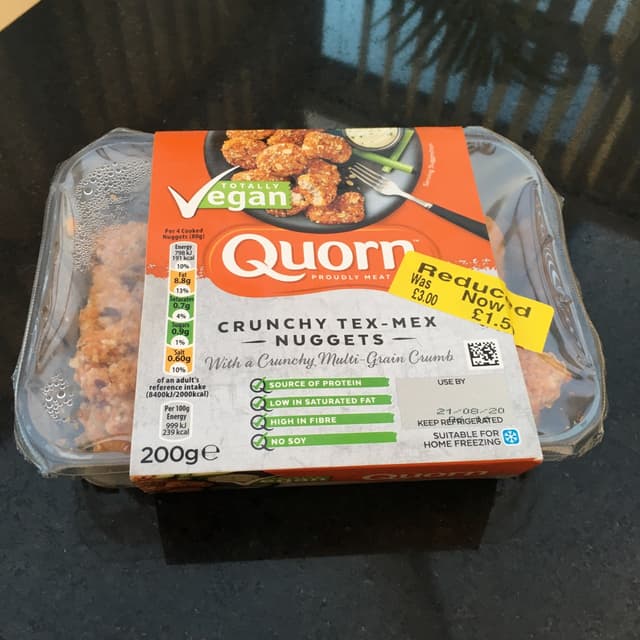 TOTALLY
Vegan
Serving Suggestion
For 4 Cooked
Nuggets (80g)
Energy
798 kJ
191 kcal
10%
Fat
8.8g
13%
Saturates
0.7g
4%
Sugars
0.9g
1%
Salt
0.60g
10%
of an adult's
reference intake
(8400kJ/2000kcal)
Per 100g
Energy
999 kJ
239 kcal
200g e
Quorn
PROUDLY MEAT
Reduced
Was
£3.00
Now
£1.5
CRUNCHY TEX-MEX
NUGGETS
With a Crunchy Multi-Grain Crumb
SOURCE OF PROTEIN
LOW IN SATURATED FAT
HIGH IN FIBRE
NO SOY
USE BY
21/08/20
KEEP REFRIGERATED
SUITABLE FOR
HOME FREEZING
Vegan
Quorn